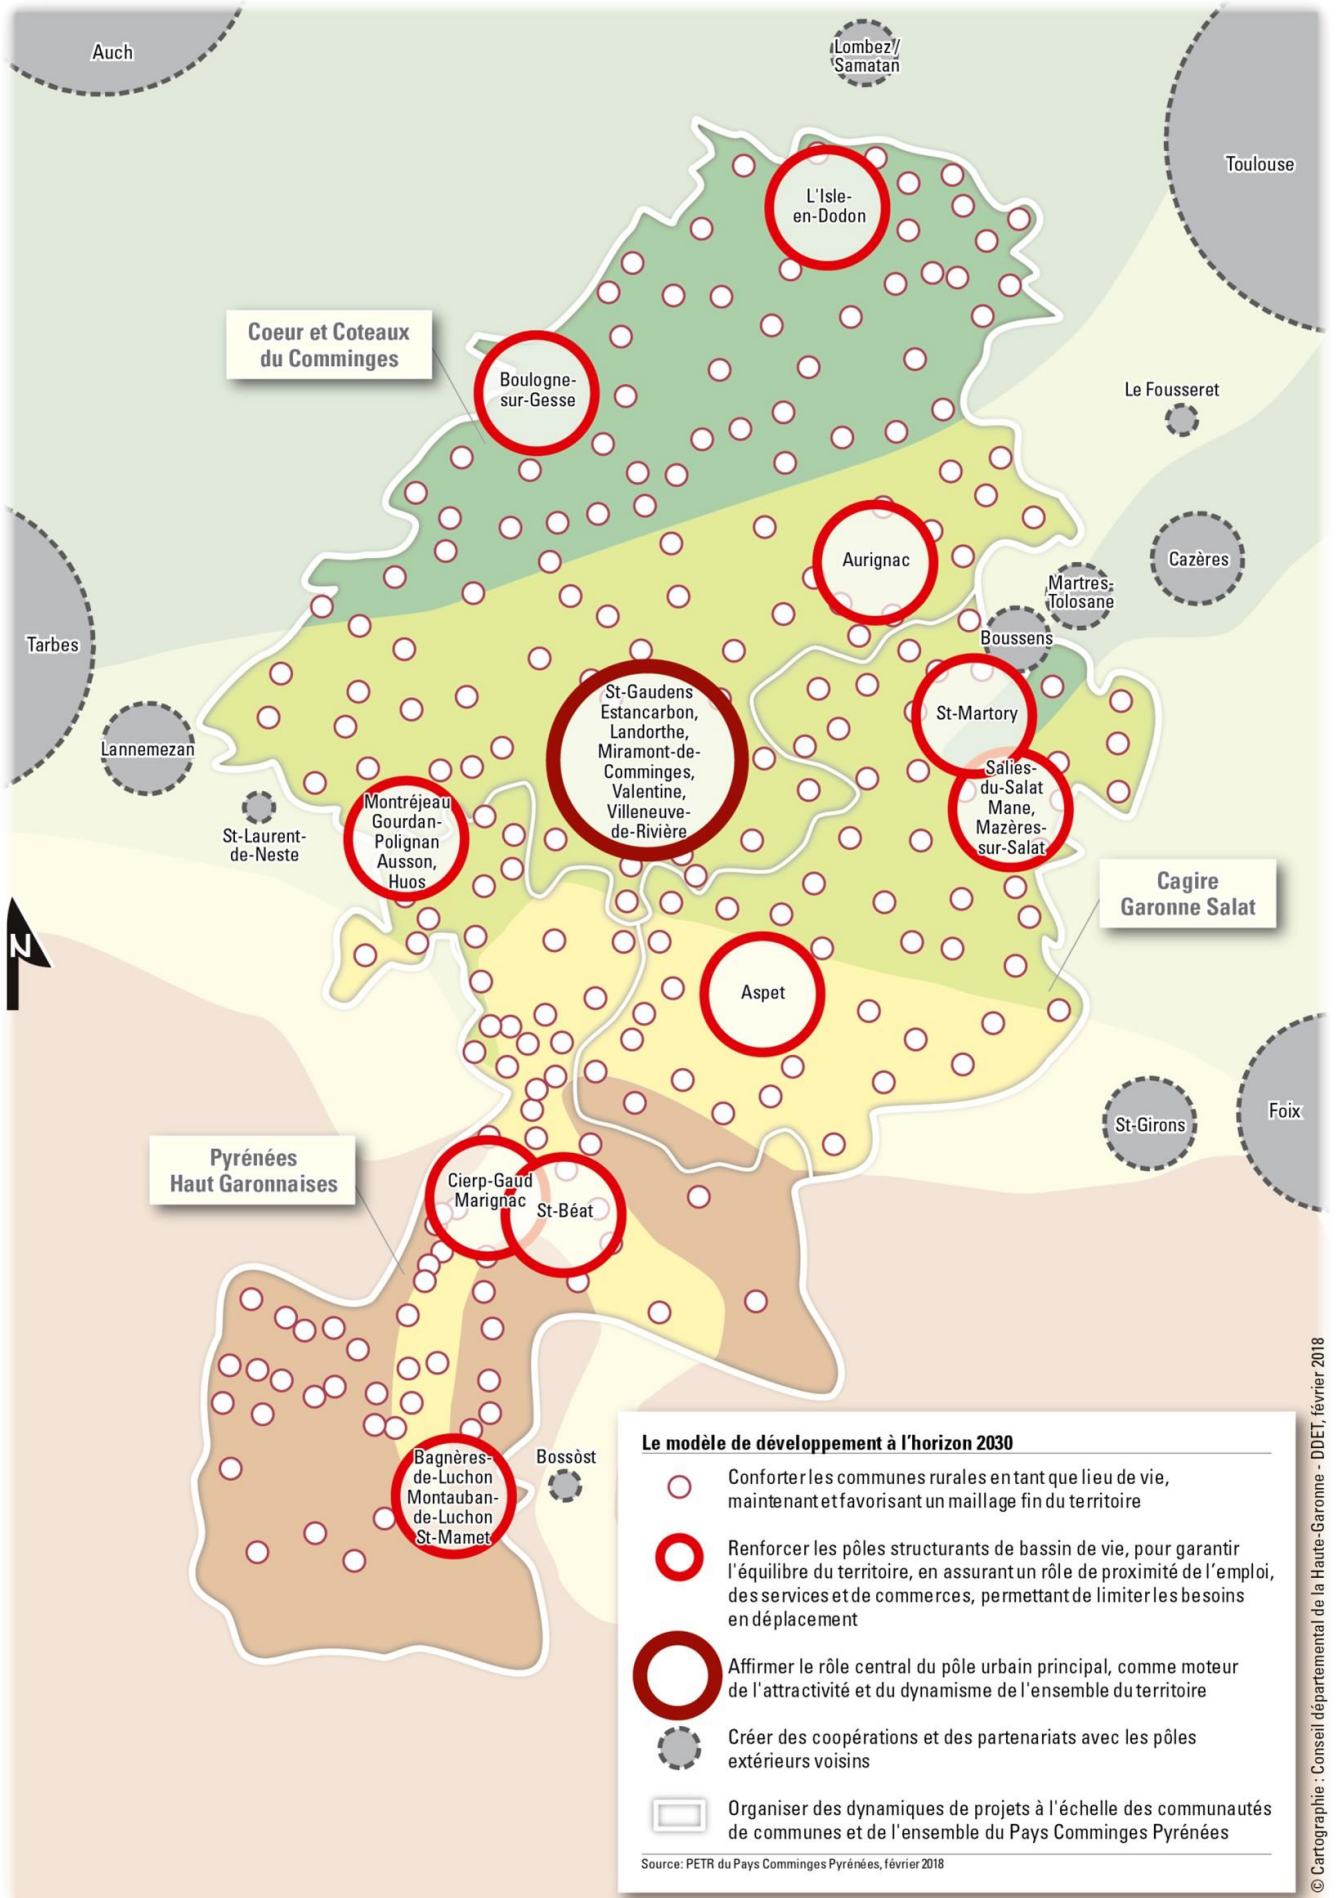 Auch
Lombez /
Samatan
Toulouse
L'Isle-
en-Dodon
Coeur et Coteaux
du Comminges
Boulogne-
sur-Gesse
Le Fousseret
Aurignac
Cazères
Martres-
Tolosane
Boussens
Tarbes
St-Gaudens
Estancarbon,
Landorthe,
Miramont-de-
Comminges,
Valentine,
Villeneuve-
de-Rivière
St-Martory
Lannemezan
Salies-
du-Salat
Mane,
Mazères-
sur-Salat
Montréjeau
Gourdan-
Polignan
Ausson,
Huos
St-Laurent-
de-Neste
Cagire
Garonne Salat
N
Aspet
Foix
St-Girons
Pyrénées
Haut Garonnaises
Cierp-Gaud
Marignac
St-Béat
Bagnères-
de-Luchon
Montauban-
de-Luchon
St-Mamet
Bossòst
Le modèle de développement à l'horizon 2030
Conforter les communes rurales en tant que lieu de vie,
maintenant et favorisant un maillage fin du territoire
Renforcer les pôles structurants de bassin de vie, pour garantir
l'équilibre du territoire, en assurant un rôle de proximité de l'emploi,
des services et de commerces, permettant de limiter les besoins
en déplacement
Affirmer le rôle central du pôle urbain principal, comme moteur
de l'attractivité et du dynamisme de l'ensemble du territoire
Créer des coopérations et des partenariats avec les pôles
extérieurs voisins
Organiser des dynamiques de projets à l'échelle des communautés
de communes et de l'ensemble du Pays Comminges Pyrénées
Source: PETR du Pays Comminges Pyrénées, février 2018
© Cartographie : Conseil départemental de la Haute-Garonne - DDET, février 2018